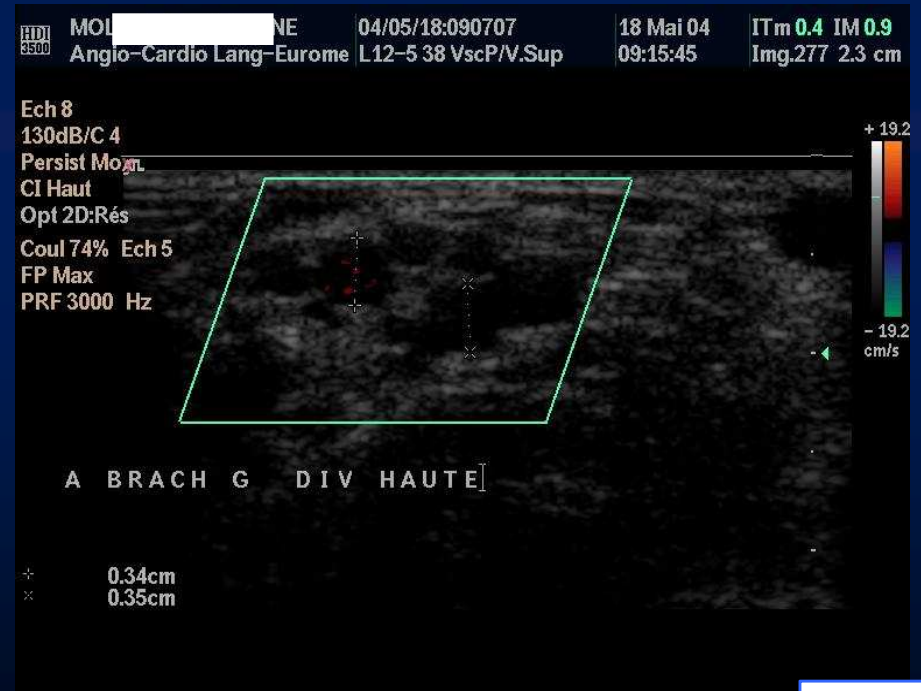 HDI 3500
MOL NE 04/05/18:090707 18 Mai 04 ITm 0.4 IM 0.9
Angio-Cardio Lang-Eurome L12-5 38 VscP/V.Sup 09:15:45 Img.277 2.3 cm
Ech 8
130dB/C 4
Persist Moyn
CI Haut
Opt 2D:Rés
Coul 74% Ech 5
FP Max
PRF 3000 Hz
+ 19.2
- 19.2
cm/s
A BRACH G DIV HAUTE
0.34cm
0.35cm